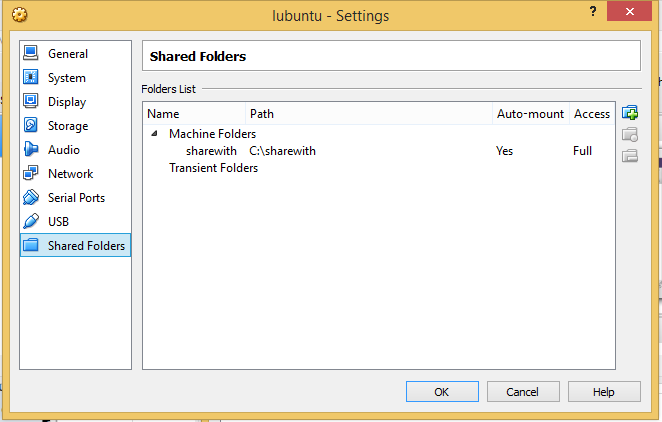 lubuntu - Settings
?
General
System
Display
Storage
Audio
Network
Serial Ports
USB
Shared Folders
Shared Folders
Folders List
Name Path Auto-mount Access
Machine Folders
sharewith C:\sharewith Yes Full
Transient Folders
OK Cancel Help